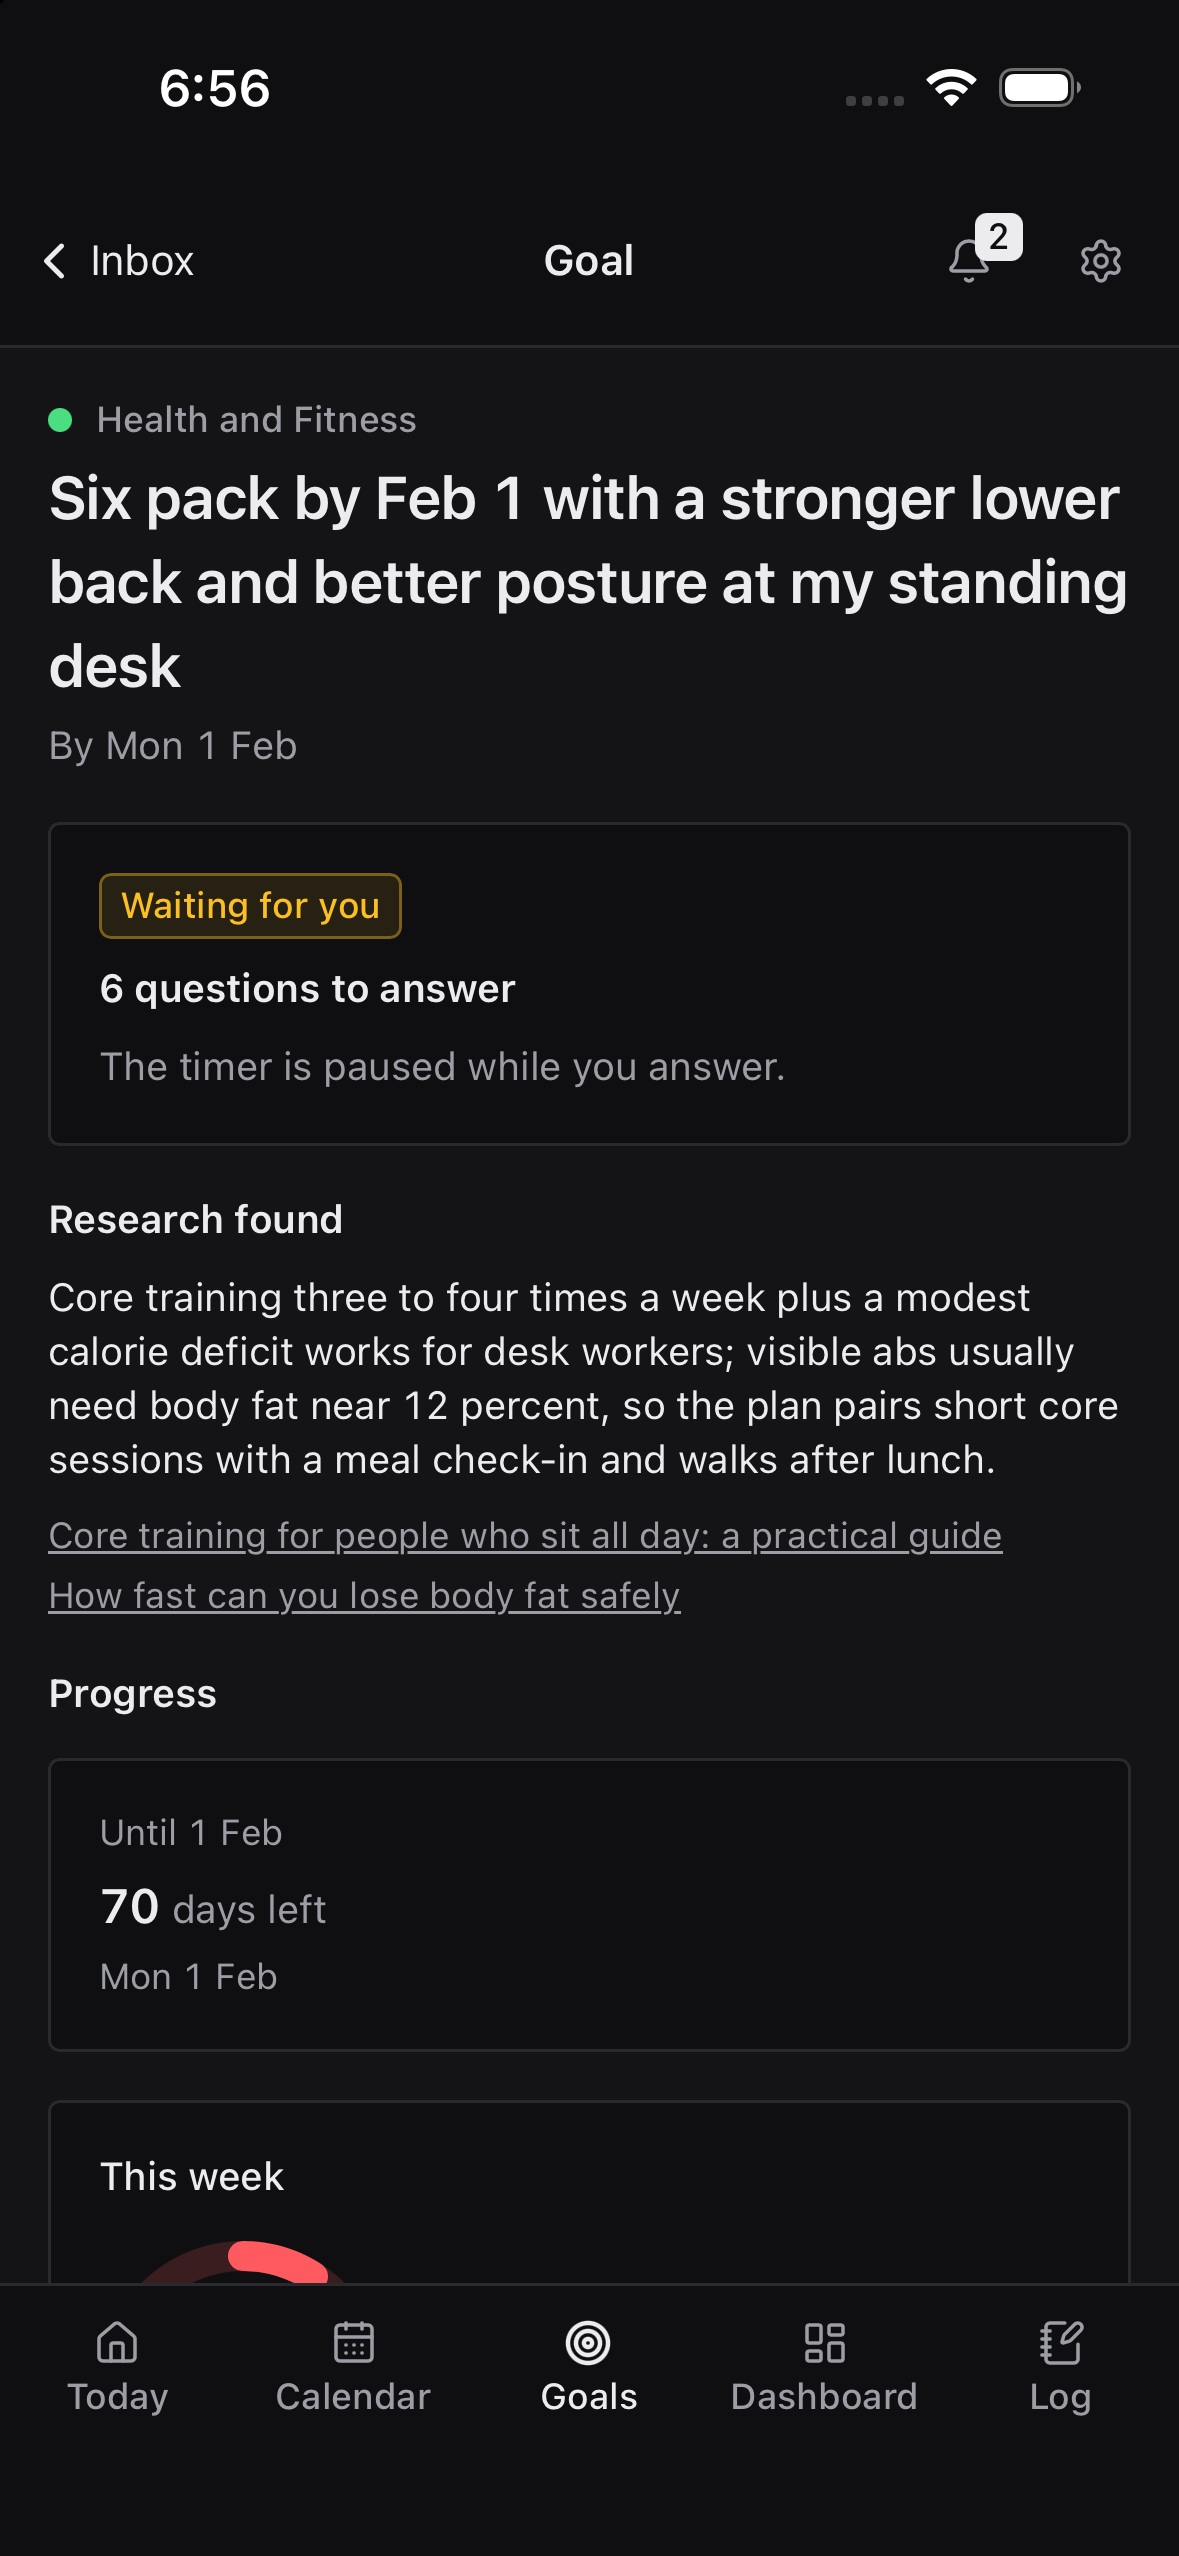 6:56
Inbox
Goal
2
Health and Fitness
Six pack by Feb 1 with a stronger lower
back and better posture at my standing
desk
By Mon 1 Feb
Waiting for you
6 questions to answer
The timer is paused while you answer.
Research found
Core training three to four times a week plus a modest
calorie deficit works for desk workers; visible abs usually
need body fat near 12 percent, so the plan pairs short core
sessions with a meal check-in and walks after lunch.
Core training for people who sit all day: a practical guide
How fast can you lose body fat safely
Progress
Until 1 Feb
70 days left
Mon 1 Feb
This week
Today
Calendar
Goals
Dashboard
Log